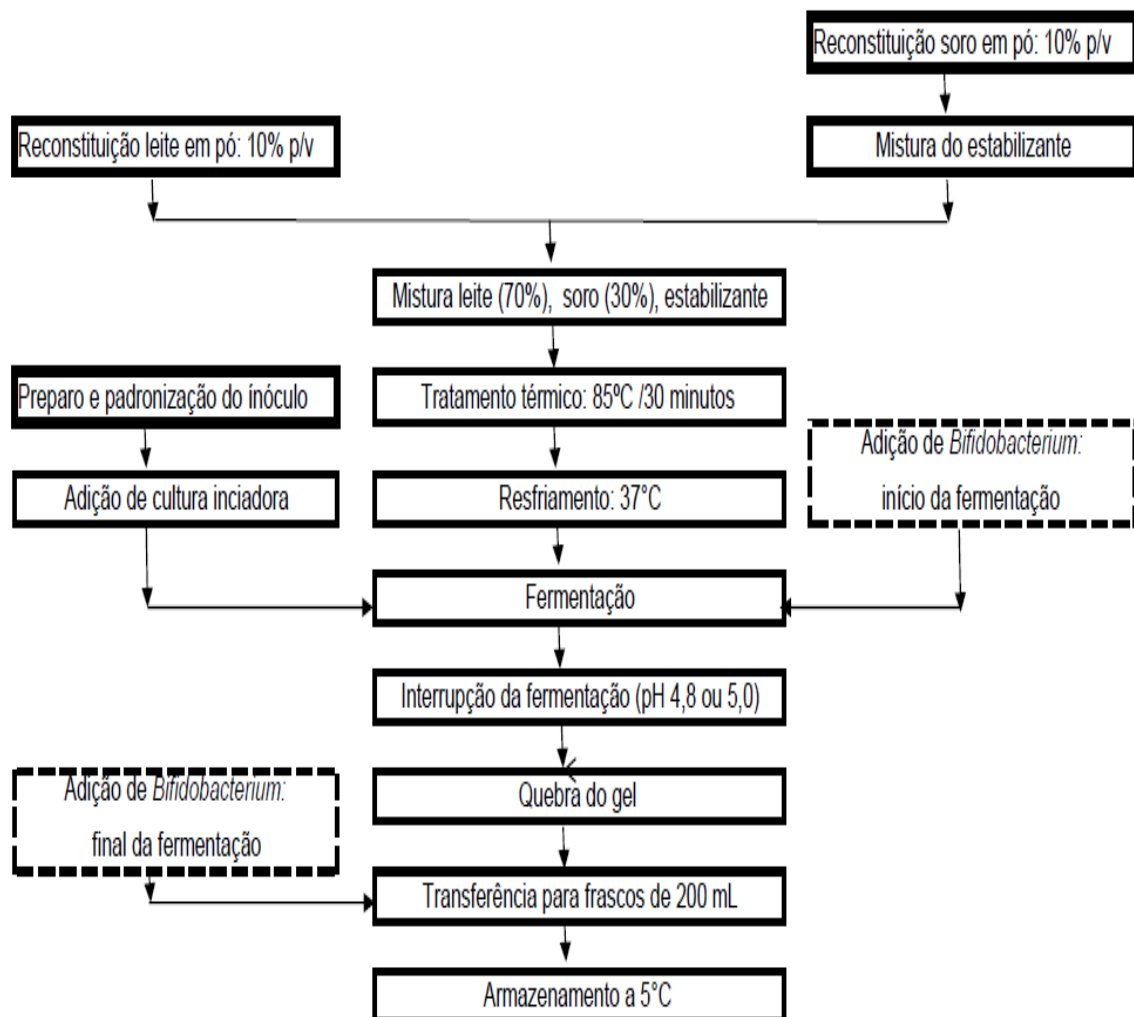 Reconstituição soro em pó: 10% p/v
Reconstituição leite em pó: 10% p/v
Mistura do estabilizante
Mistura leite (70%), soro (30%), estabilizante
Preparo e padronização do ínóculo
Tratamento térmico: 85ºC /30 minutos
Adição de Bifidobacterium:
início da fermentação
Adição de cultura inciadora
Resfriamento: 37°C
Fermentação
Interrupção da fermentação (pH 4,8 ou 5,0)
Adição de Bifidobacterium:
final da fermentação
Quebra do gel
Transferência para frascos de 200 mL
Armazenamento a 5°C